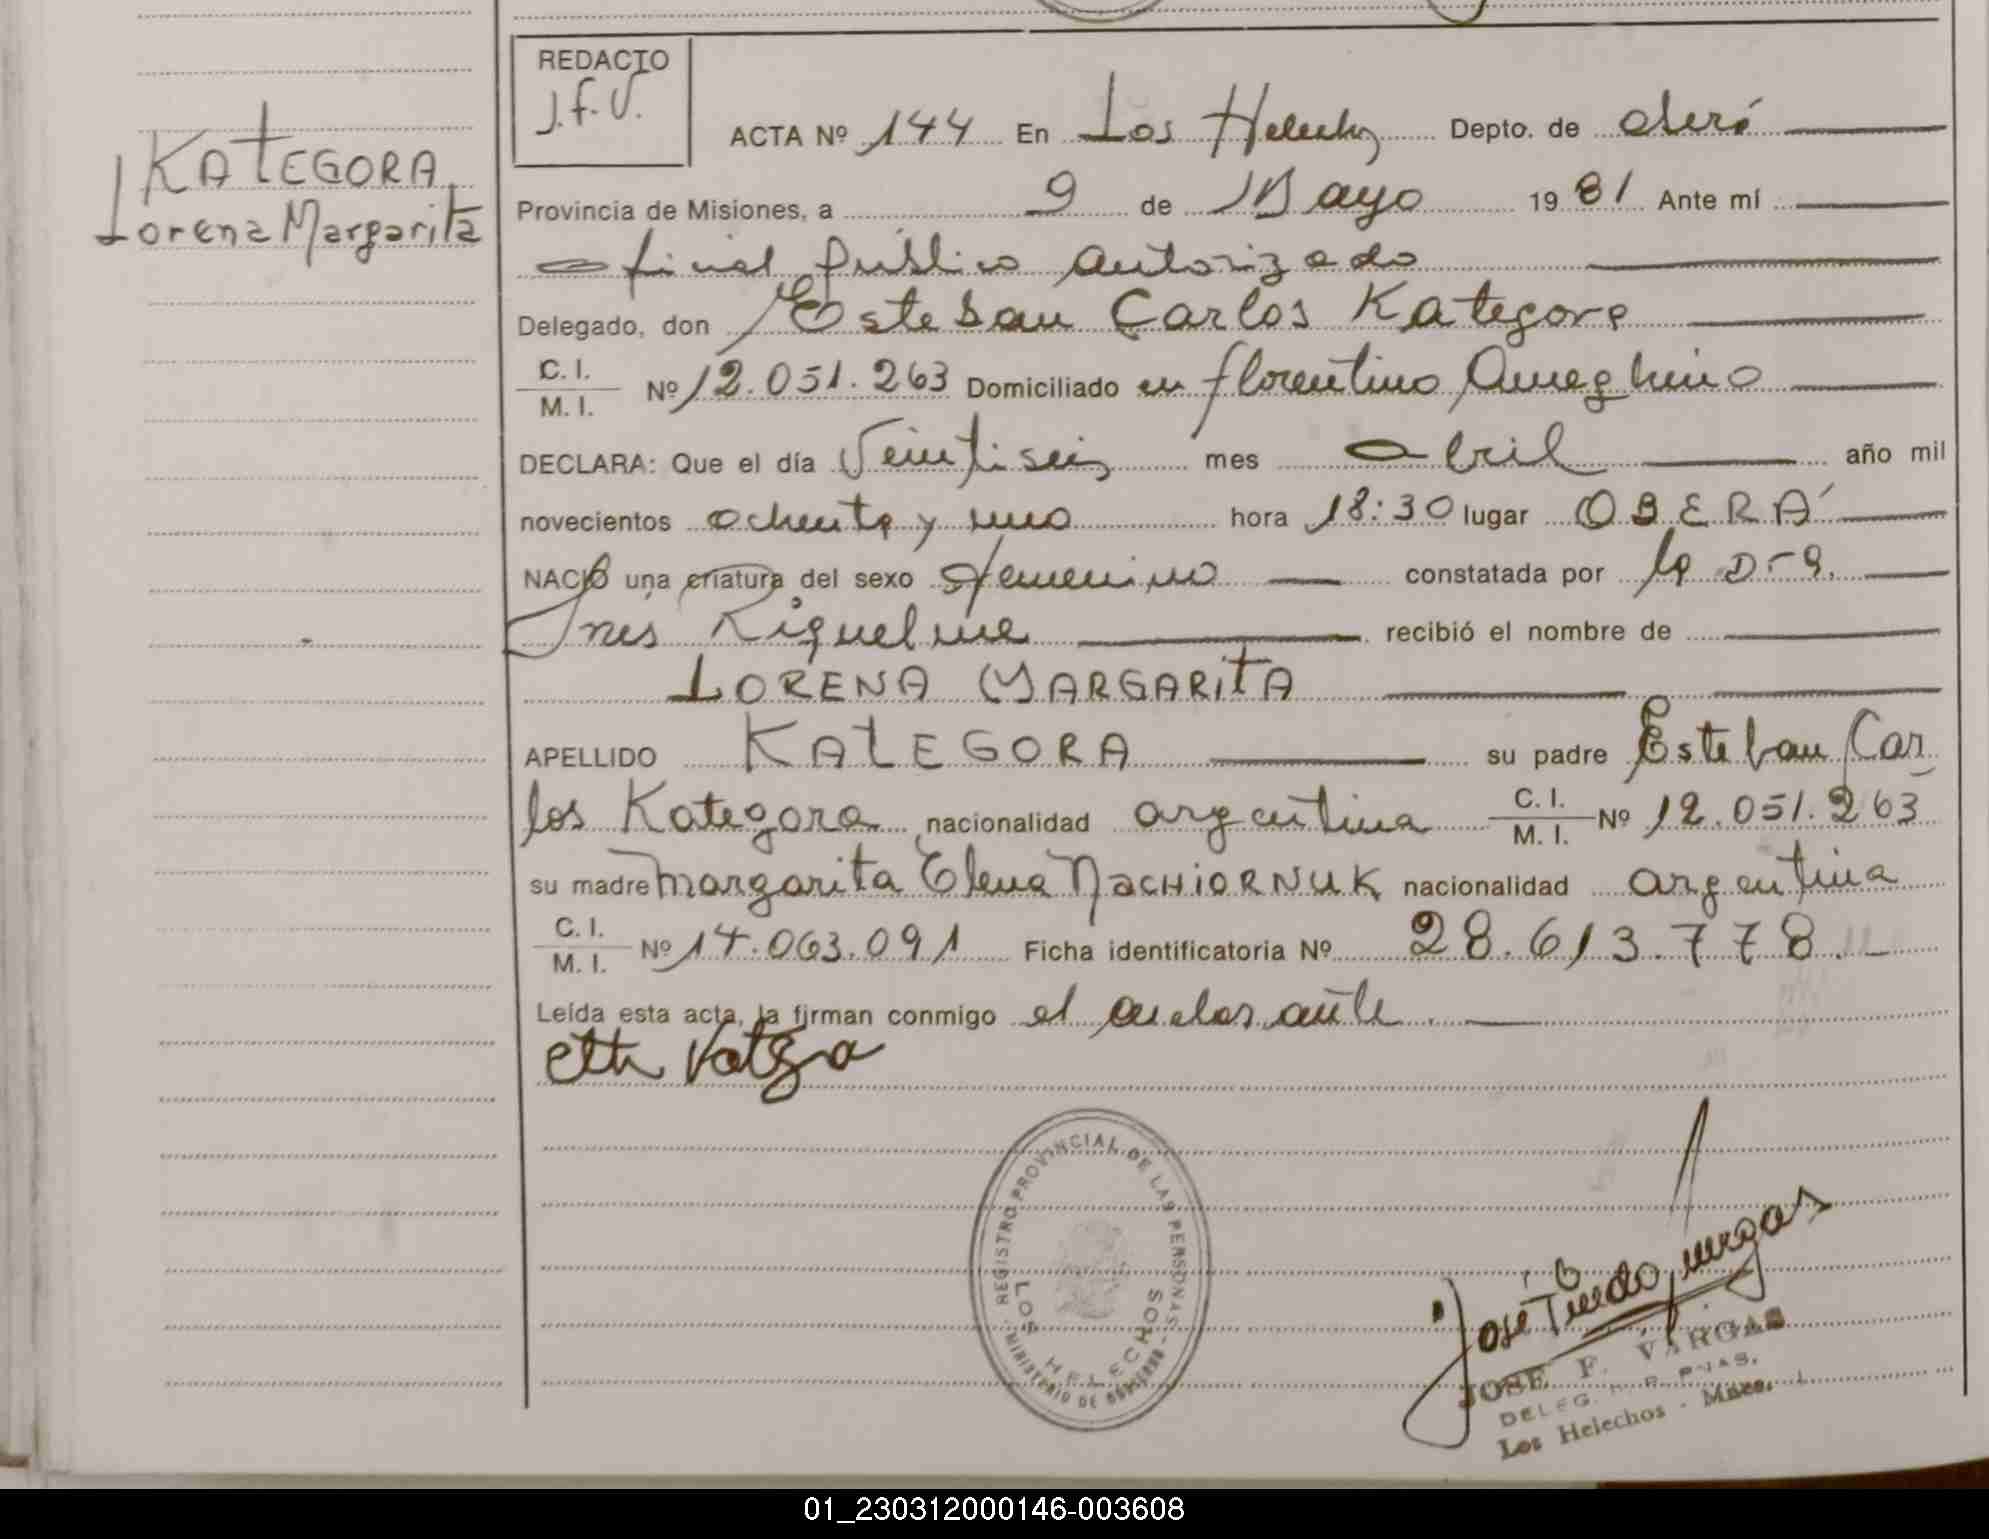 REDACTO
J.F.V.
KATEGORA
Lorena Margarita
ACTA Nº 144 En Los Helechos Depto. de Oberá
Provincia de Misiones, a 9 de Mayo 1981 Ante mí
Oficial Público Autorizado
Delegado, don Esteban Carlos Kategora
C. I.
M. I. Nº 12.051.263 Domiciliado en Florentino Ameghino
DECLARA: Que el día Veintiseis mes Abril año mil
novecientos ochenta y uno hora 18:30 lugar OBERÁ
NACIÓ una criatura del sexo femenino constatada por la Dra.
Ines Riquelme recibió el nombre de
LORENA MARGARITA
APELLIDO KATEGORA su padre Esteban Car
los Kategora nacionalidad argentina C. I. M. I. Nº 12.051.263
su madre Margarita Elena NACHIORNUK nacionalidad argentina
C. I.
M. I. Nº 14.063.091 Ficha identificatoria Nº 28.613.778.
Leída esta acta, la firman conmigo el declarante.
REGISTRO PROVINCIAL DE LAS PERSONAS
LOS HELECHOS
MINISTERIO DE GOBIERNO
JOSE F. VARGAS
DELEG. R. P. PNAS.
Los Helechos - Mnes.
01_230312000146-003608